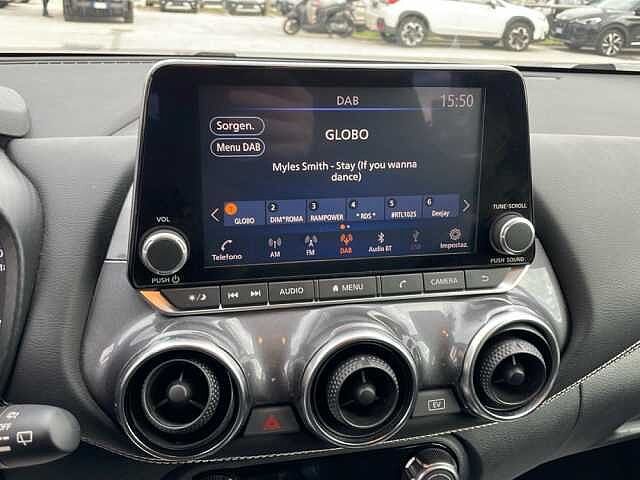 DAB
15:50
Sorgen.
Menu DAB
GLOBO
Myles Smith - Stay (If you wanna
dance)
1 2 3 4 5 6
GLOBO DIM*ROMA RAMPOWER * RDS * #RTL1025 Deejay
Telefono AM FM DAB Audio BT USB Impostaz.
VOL
PUSH
TUNE·SCROLL
PUSH SOUND
AUDIO MENU CAMERA
EV
OFF